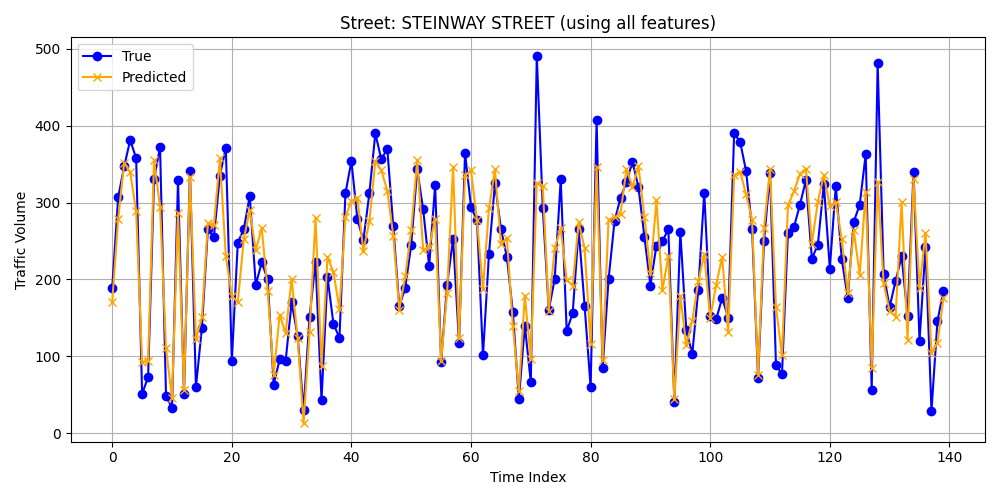 Street: STEINWAY STREET (using all features)
True
Predicted
Traffic Volume
500
400
300
200
100
0
0 20 40 60 80 100 120 140
Time Index